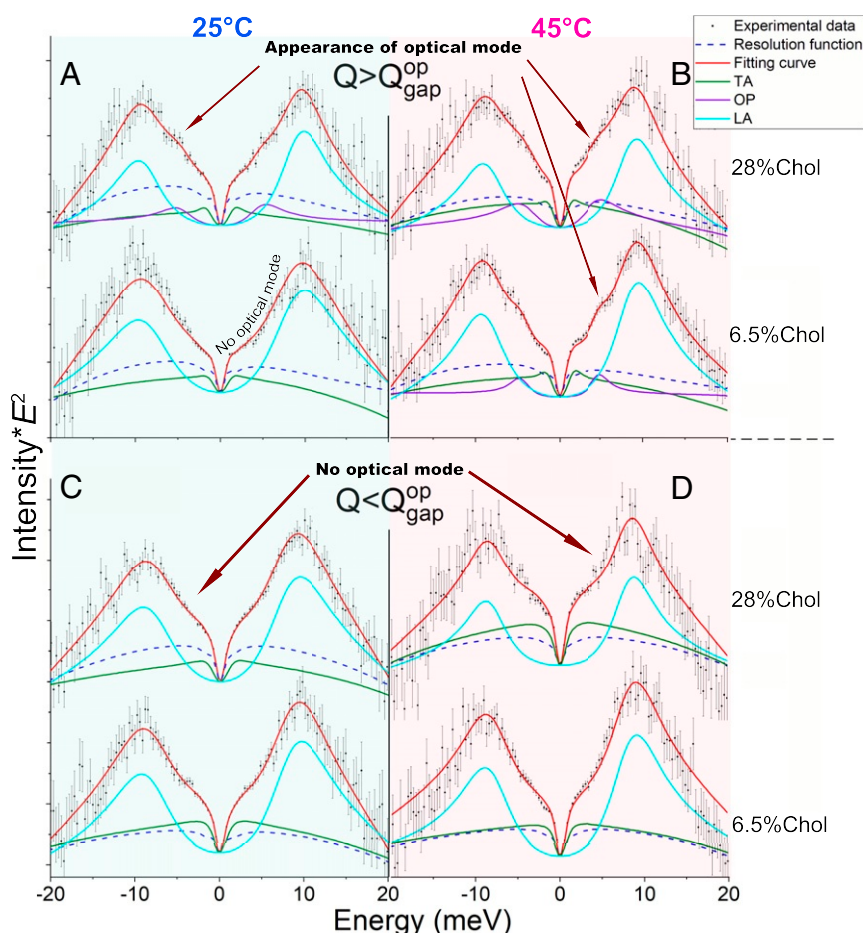 25°C
45°C
Appearance of optical mode
A
Q>Q^op_gap
B
Experimental data
Resolution function
Fitting curve
TA
OP
LA
28%Chol
No optical mode
6.5%Chol
Intensity*E²
C
No optical mode
Q<Q^op_gap
D
28%Chol
6.5%Chol
-20 -10 0 10 20 -10 0 10 20
Energy (meV)